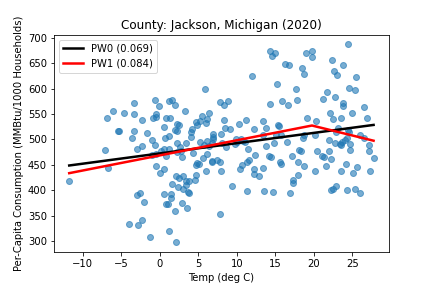 County: Jackson, Michigan (2020)
PW0 (0.069)
PW1 (0.084)
Per-Capita Consumption (MMBtu/1000 Households)
700
650
600
550
500
450
400
350
300
−10 −5 0 5 10 15 20 25
Temp (deg C)